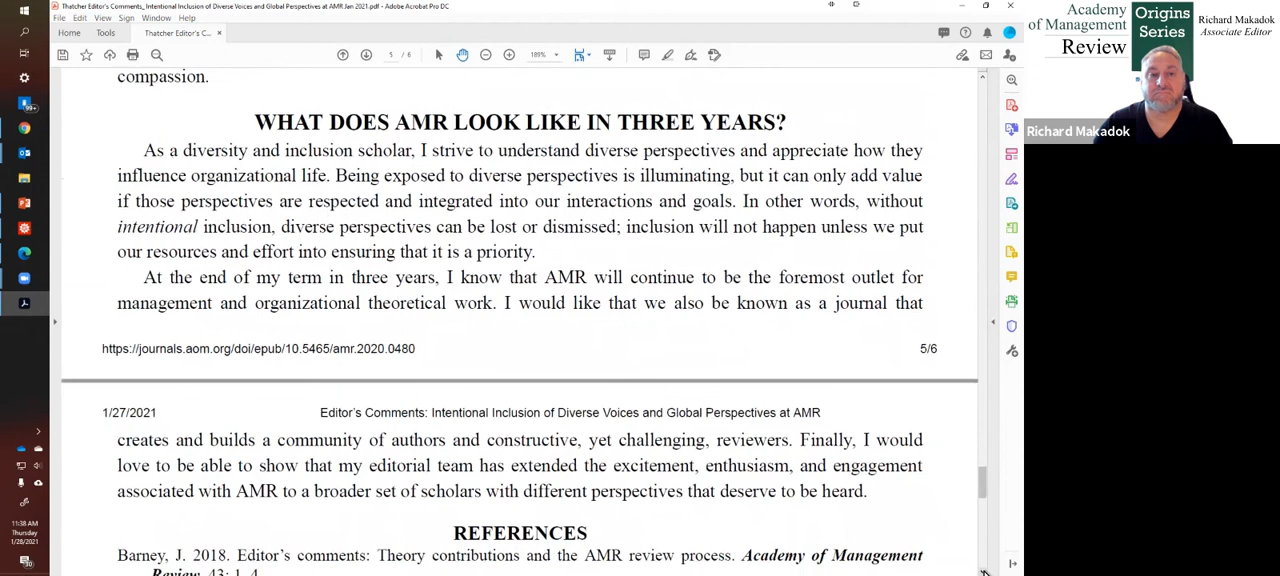 Thatcher Editor's Comments_ Intentional Inclusion of Diverse Voices and Global Perspectives at AMR Jan 2021.pdf - Adobe Acrobat Pro DC
File Edit View Sign Window Help
Home Tools Thatcher Editor's C... ×
5 / 6 189%
compassion.
WHAT DOES AMR LOOK LIKE IN THREE YEARS?
As a diversity and inclusion scholar, I strive to understand diverse perspectives and appreciate how they
influence organizational life. Being exposed to diverse perspectives is illuminating, but it can only add value
if those perspectives are respected and integrated into our interactions and goals. In other words, without
intentional inclusion, diverse perspectives can be lost or dismissed; inclusion will not happen unless we put
our resources and effort into ensuring that it is a priority.
At the end of my term in three years, I know that AMR will continue to be the foremost outlet for
management and organizational theoretical work. I would like that we also be known as a journal that
https://journals.aom.org/doi/epub/10.5465/amr.2020.0480 5/6
1/27/2021 Editor's Comments: Intentional Inclusion of Diverse Voices and Global Perspectives at AMR
creates and builds a community of authors and constructive, yet challenging, reviewers. Finally, I would
love to be able to show that my editorial team has extended the excitement, enthusiasm, and engagement
associated with AMR to a broader set of scholars with different perspectives that deserve to be heard.
REFERENCES
Barney, J. 2018. Editor's comments: Theory contributions and the AMR review process. Academy of Management
Review, 43: 1–4.
99+
11:38 AM
Thursday
1/28/2021
Academy
of Management
Review
Origins
Series
Richard Makadok
Associate Editor
Richard Makadok